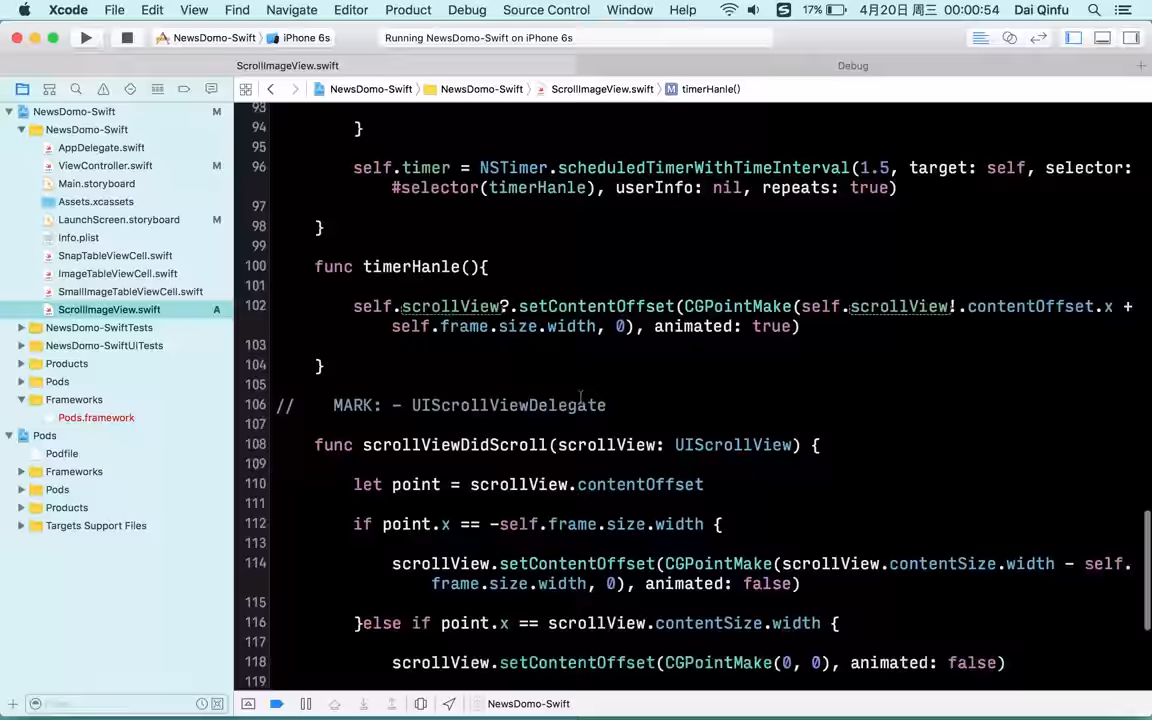 Xcode File Edit View Find Navigate Editor Product Debug Source Control Window Help 17% 4月20日 周三 00:00:54 Dai Qinfu
NewsDomo-Swift iPhone 6s Running NewsDomo-Swift on iPhone 6s
ScrollImageView.swift Debug
NewsDomo-Swift NewsDomo-Swift ScrollImageView.swift M timerHanle()
NewsDomo-Swift M
NewsDomo-Swift
AppDelegate.swift
ViewController.swift M
Main.storyboard
Assets.xcassets
LaunchScreen.storyboard M
Info.plist
SnapTableViewCell.swift
ImageTableViewCell.swift
SmallImageTableViewCell.swift
ScrollImageView.swift A
NewsDomo-SwiftTests
NewsDomo-SwiftUITests
Products
Pods
Frameworks
Pods.framework
Pods
Podfile
Frameworks
Pods
Products
Targets Support Files
93
94 }
95
96 self.timer = NSTimer.scheduledTimerWithTimeInterval(1.5, target: self, selector:
#selector(timerHanle), userInfo: nil, repeats: true)
97
98 }
99
100 func timerHanle(){
101
102 self.scrollView?.setContentOffset(CGPointMake(self.scrollView!.contentOffset.x +
self.frame.size.width, 0), animated: true)
103
104 }
105
106 // MARK: - UIScrollViewDelegate
107
108 func scrollViewDidScroll(scrollView: UIScrollView) {
109
110 let point = scrollView.contentOffset
111
112 if point.x == -self.frame.size.width {
113
114 scrollView.setContentOffset(CGPointMake(scrollView.contentSize.width - self.
frame.size.width, 0), animated: false)
115
116 }else if point.x == scrollView.contentSize.width {
117
118 scrollView.setContentOffset(CGPointMake(0, 0), animated: false)
119
NewsDomo-Swift